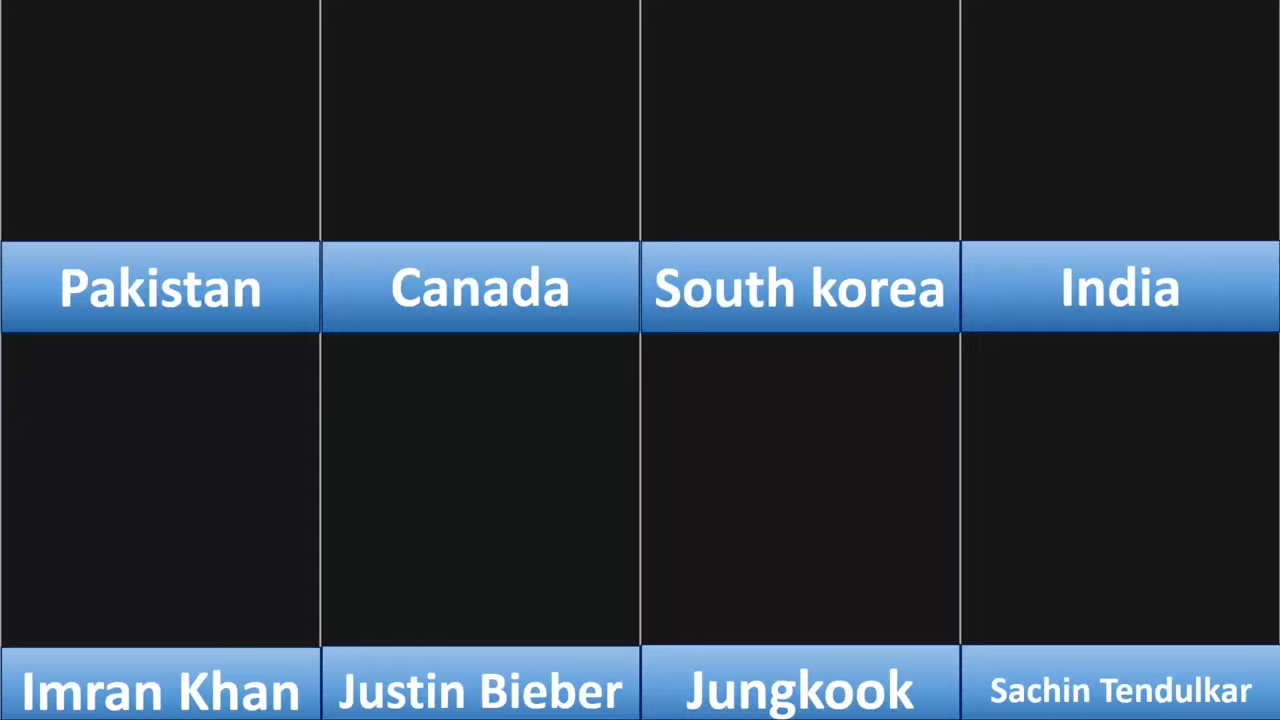 Pakistan
Canada
South korea
India
Imran Khan
Justin Bieber
Jungkook
Sachin Tendulkar